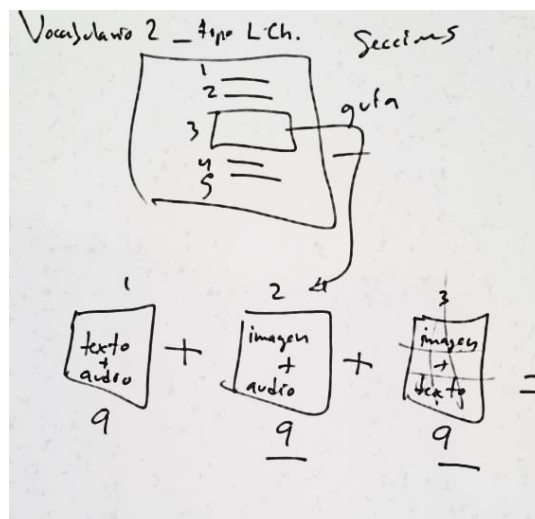 Vocabulario 2 _ tipo L.Ch. Secciones
1
2
guía
3
4
5
1 2 3
texto + audio + imagen + audio + imagen + texto =
9 9 9